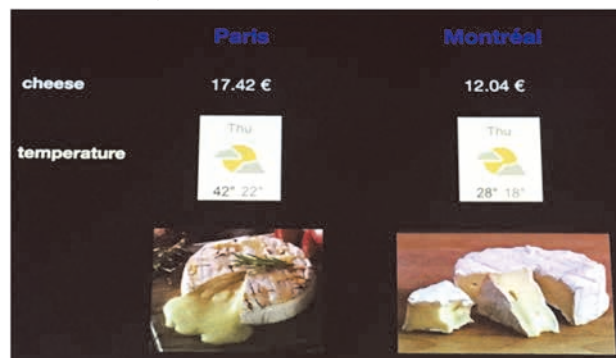 Paris Montréal
cheese 17.42 € 12.04 €
Thu Thu
temperature
42° 22° 28° 18°